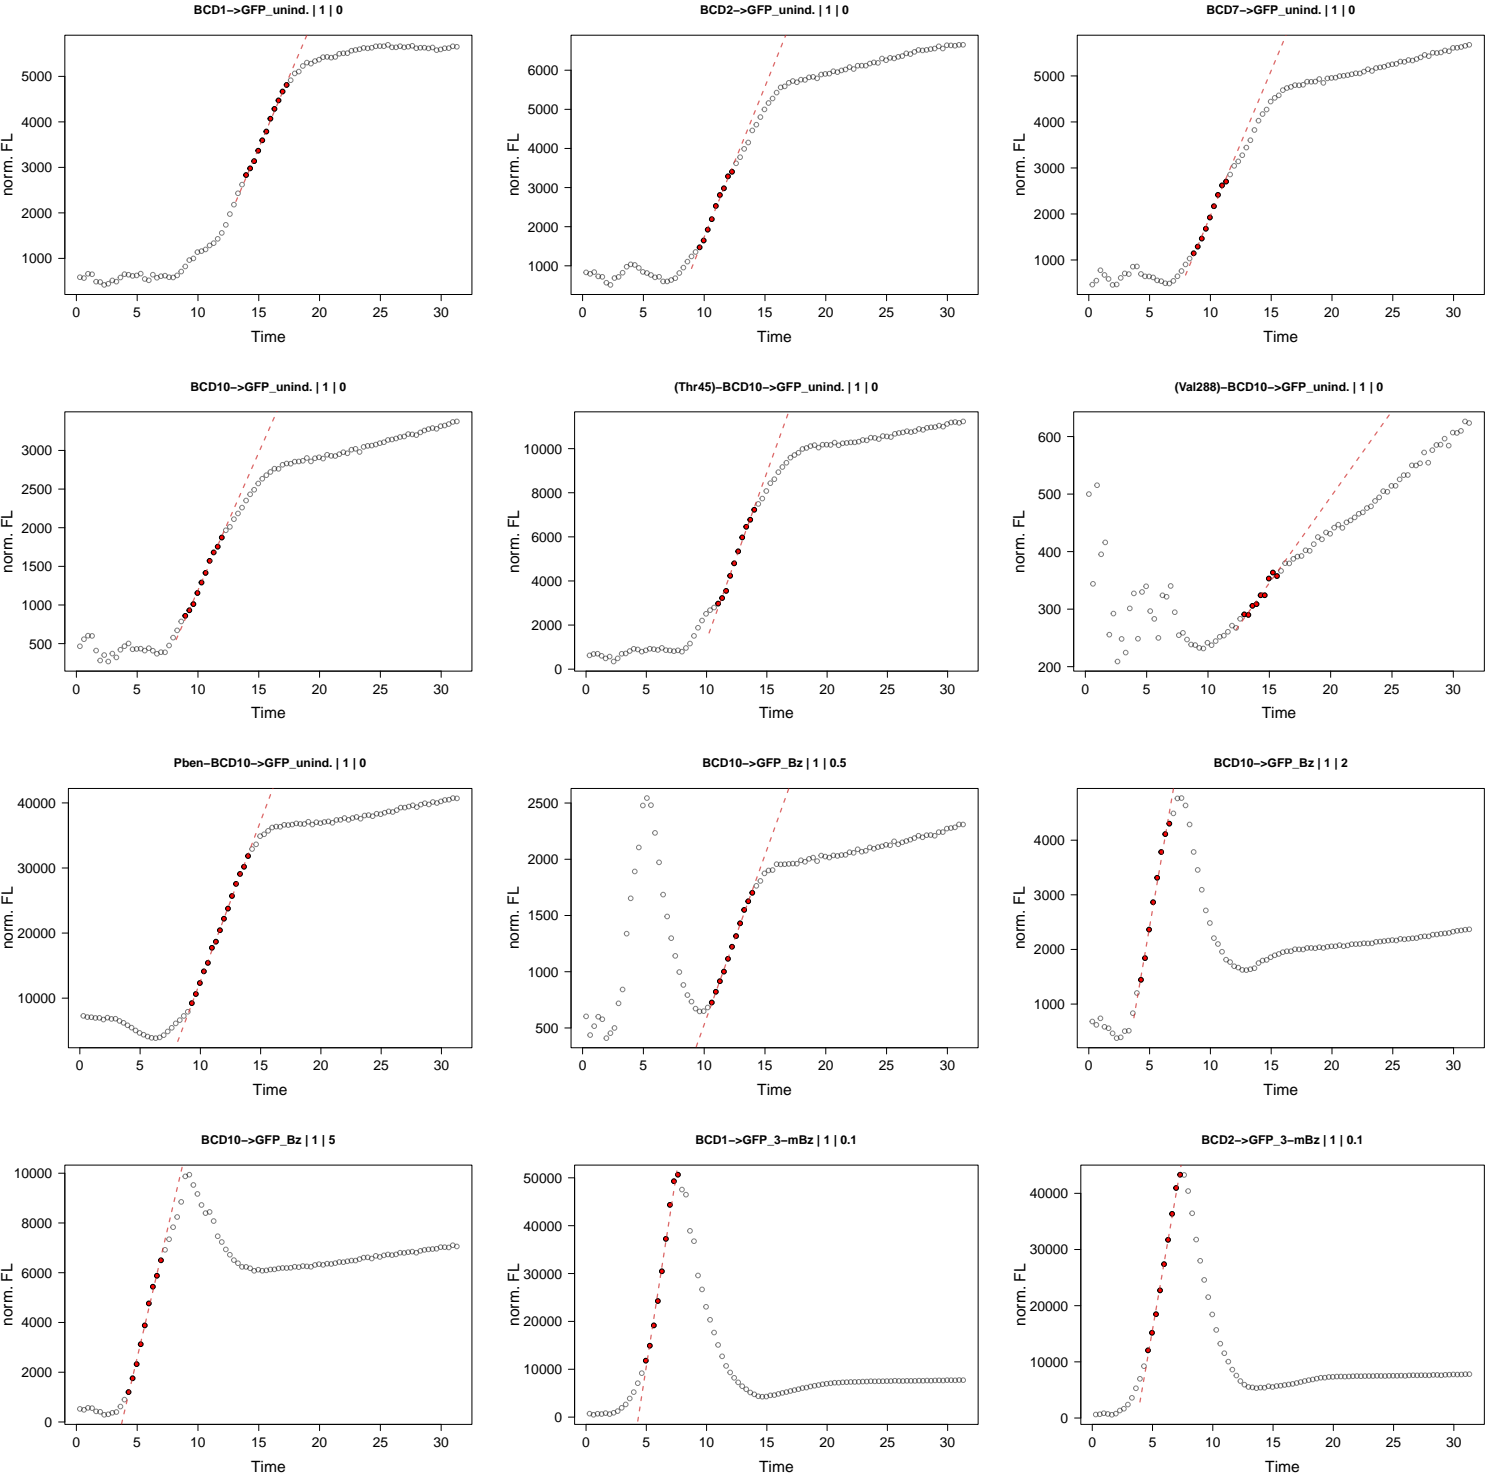 BCD1−>GFP_unind. | 1 | 0
BCD2−>GFP_unind. | 1 | 0
BCD7−>GFP_unind. | 1 | 0
norm. FL
5000
4000
3000
2000
1000
0 5 10 15 20 25 30
Time
norm. FL
6000
5000
4000
3000
2000
1000
0 5 10 15 20 25 30
Time
norm. FL
5000
4000
3000
2000
1000
0 5 10 15 20 25 30
Time
BCD10−>GFP_unind. | 1 | 0
(Thr45)−BCD10−>GFP_unind. | 1 | 0
(Val288)−BCD10−>GFP_unind. | 1 | 0
norm. FL
3000
2500
2000
1500
1000
500
0 5 10 15 20 25 30
Time
norm. FL
10000
8000
6000
4000
2000
0
0 5 10 15 20 25 30
Time
norm. FL
600
500
400
300
200
0 5 10 15 20 25 30
Time
Pben−BCD10−>GFP_unind. | 1 | 0
BCD10−>GFP_Bz | 1 | 0.5
BCD10−>GFP_Bz | 1 | 2
norm. FL
40000
30000
20000
10000
0 5 10 15 20 25 30
Time
norm. FL
2500
2000
1500
1000
500
0 5 10 15 20 25 30
Time
norm. FL
4000
3000
2000
1000
0 5 10 15 20 25 30
Time
BCD10−>GFP_Bz | 1 | 5
BCD1−>GFP_3−mBz | 1 | 0.1
BCD2−>GFP_3−mBz | 1 | 0.1
norm. FL
10000
8000
6000
4000
2000
0
0 5 10 15 20 25 30
Time
norm. FL
50000
40000
30000
20000
10000
0
0 5 10 15 20 25 30
Time
norm. FL
40000
30000
20000
10000
0
0 5 10 15 20 25 30
Time